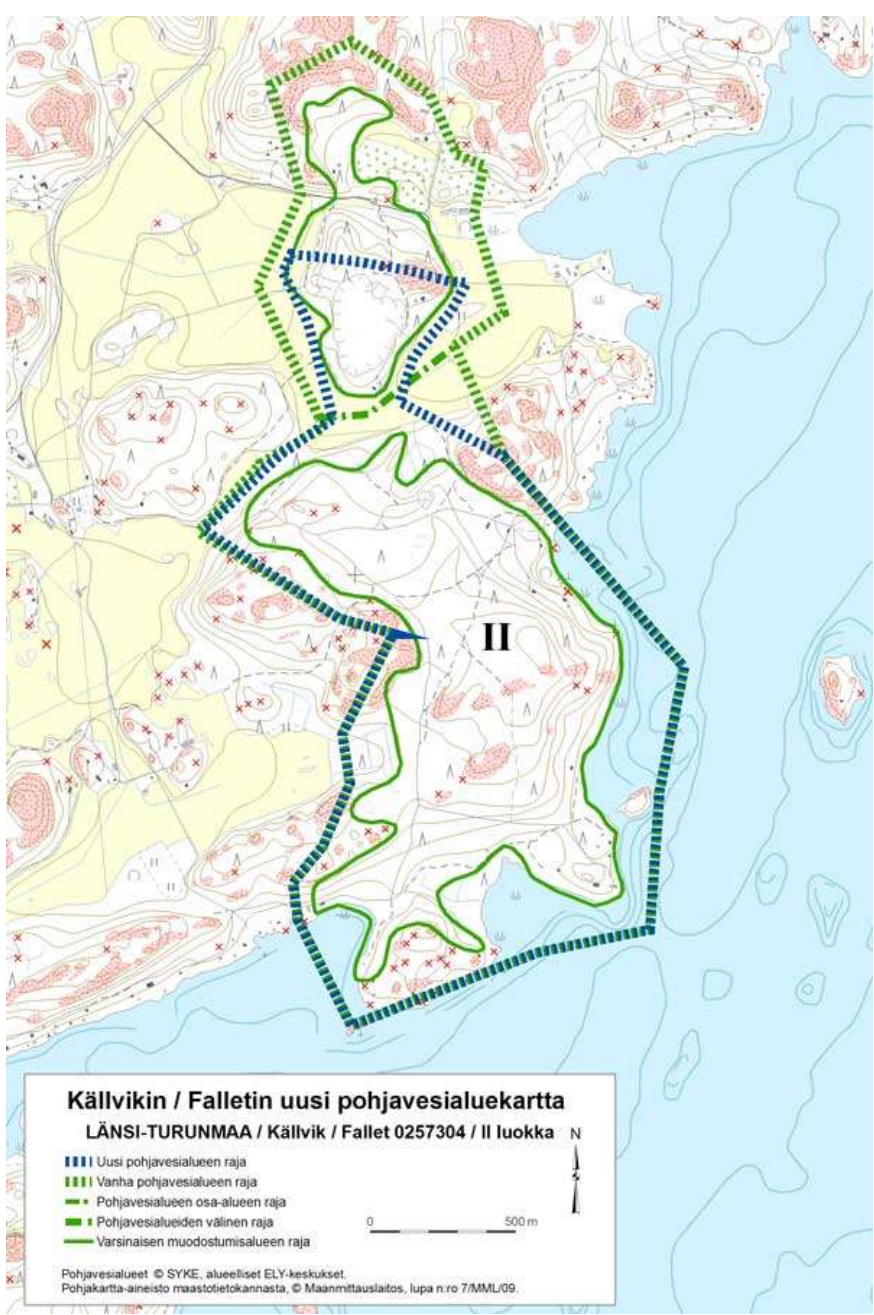 II
Källvikin / Falletin uusi pohjavesialuekartta
LÄNSI-TURUNMAA / Källvik / Fallet 0257304 / II luokka
N
Uusi pohjavesialueen raja
Vanha pohjavesialueen raja
Pohjavesialueen osa-alueen raja
Pohjavesialueiden välinen raja
Varsinaisen muodostumisalueen raja
0 500 m
Pohjavesialueet © SYKE, alueelliset ELY-keskukset.
Pohjakartta-aineisto maastotietokannasta, © Maanmittauslaitos, lupa n:ro 7/MML/09.